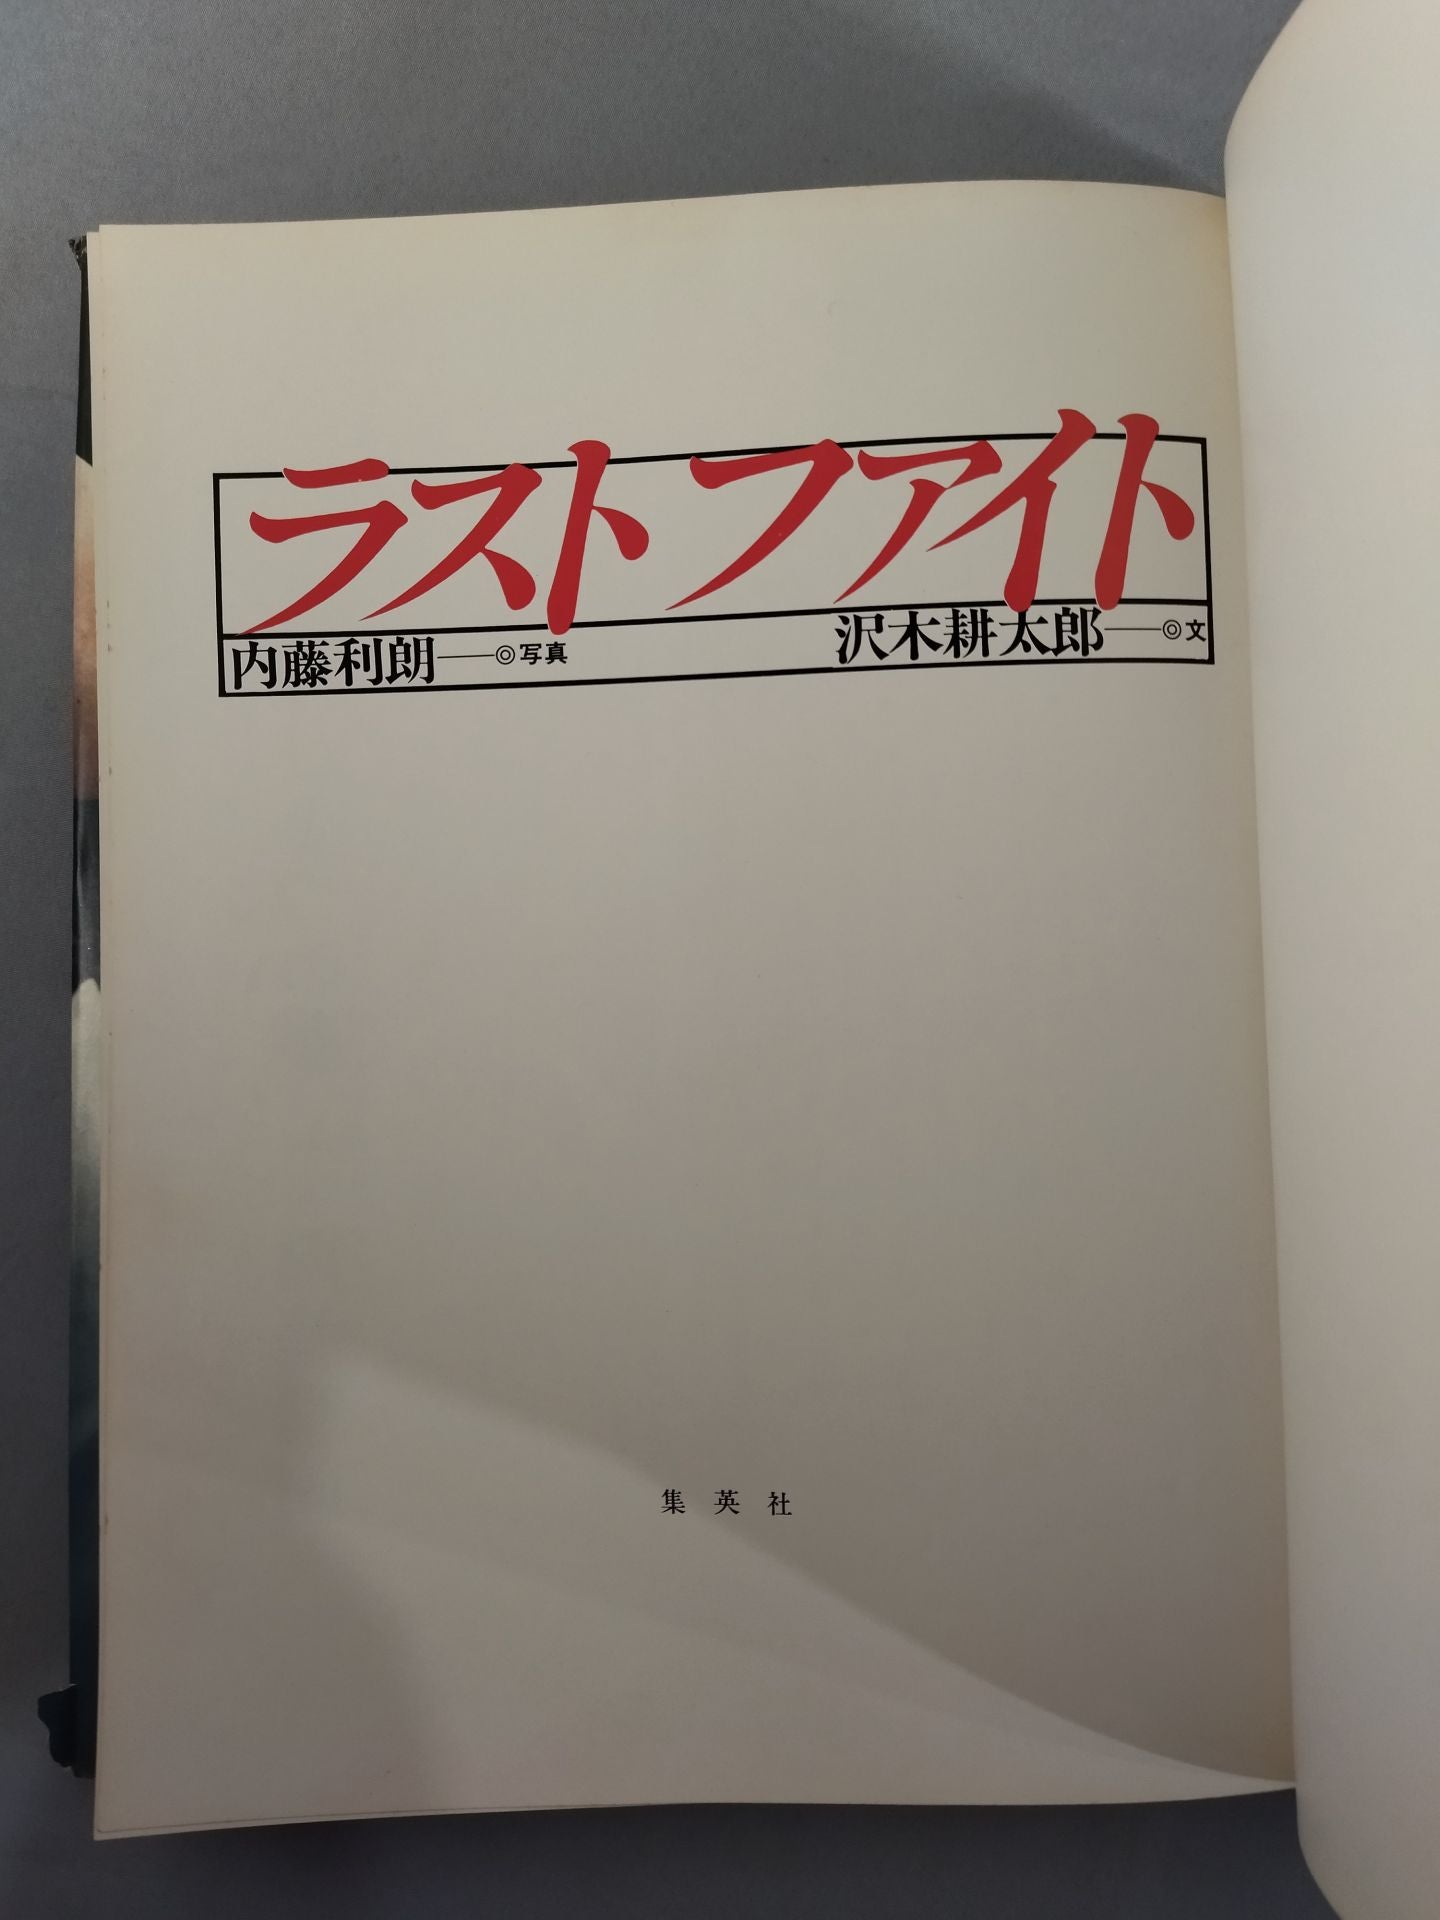 ラスト ファイト
内藤利朗——◎写真 沢木耕太郎——◎文
集英社